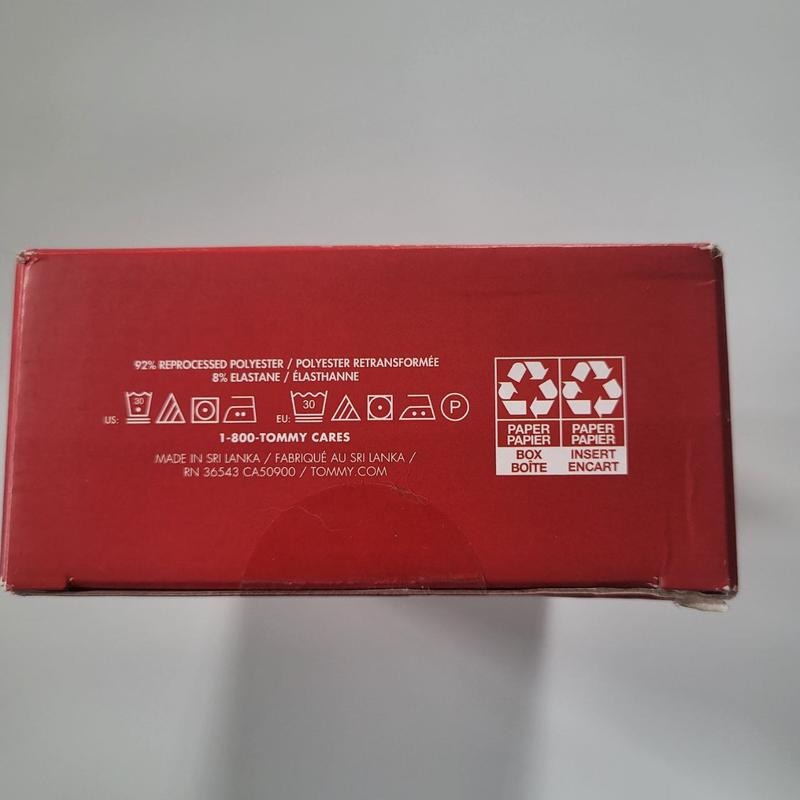 92% REPROCESSED POLYESTER / POLYESTER RETRANSFORMÉE
8% ELASTANE / ÉLASTHANNE
US: 30 EU: 30 P
1-800-TOMMY CARES
MADE IN SRI LANKA / FABRIQUÉ AU SRI LANKA /
RN 36543 CA50900 / TOMMY.COM
PAPER PAPER
PAPIER PAPIER
BOX INSERT
BOÎTE ENCART